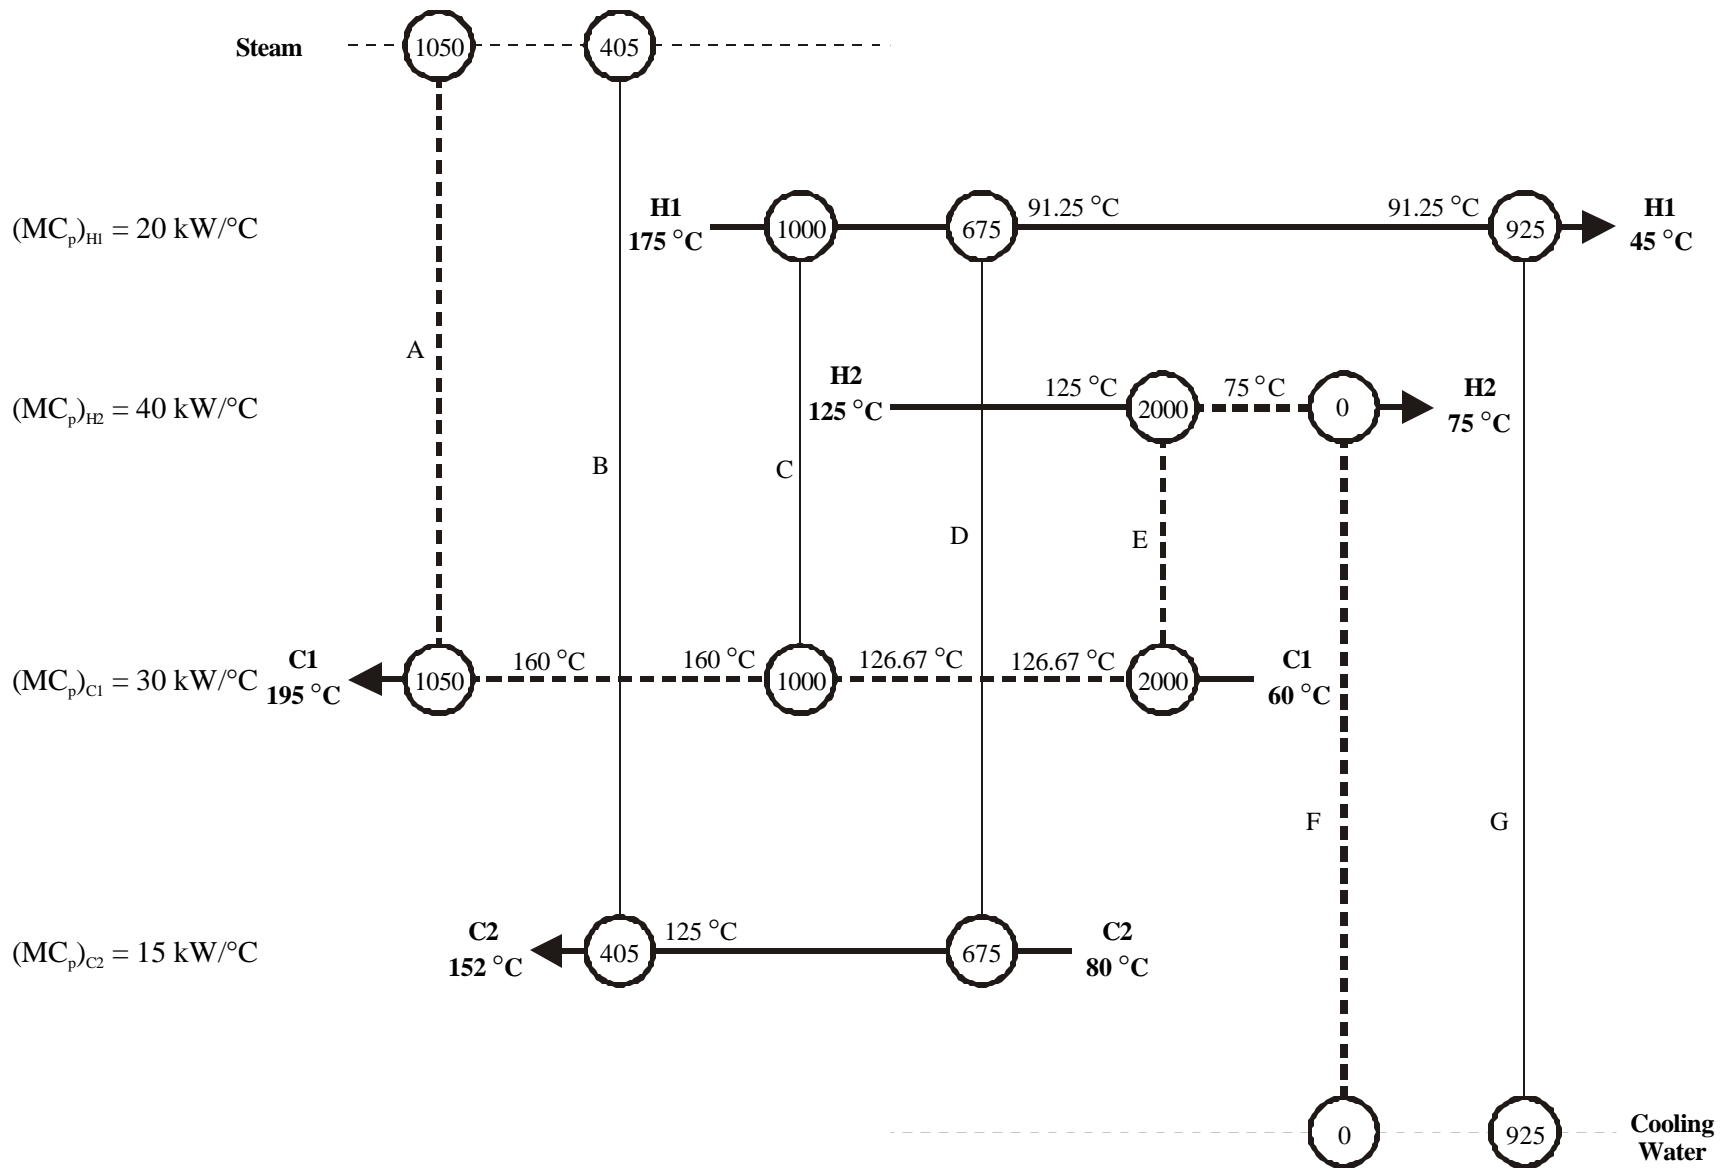 Steam
1050
405
(MCp)H1 = 20 kW/°C
H1
175 °C
1000
675
91.25 °C
91.25 °C
925
H1
45 °C
A
(MCp)H2 = 40 kW/°C
H2
125 °C
125 °C
2000
75 °C
0
H2
75 °C
B
C
D
E
(MCp)C1 = 30 kW/°C
C1
195 °C
1050
160 °C
160 °C
1000
126.67 °C
126.67 °C
2000
C1
60 °C
F
G
(MCp)C2 = 15 kW/°C
C2
152 °C
405
125 °C
675
C2
80 °C
0
925
Cooling
Water